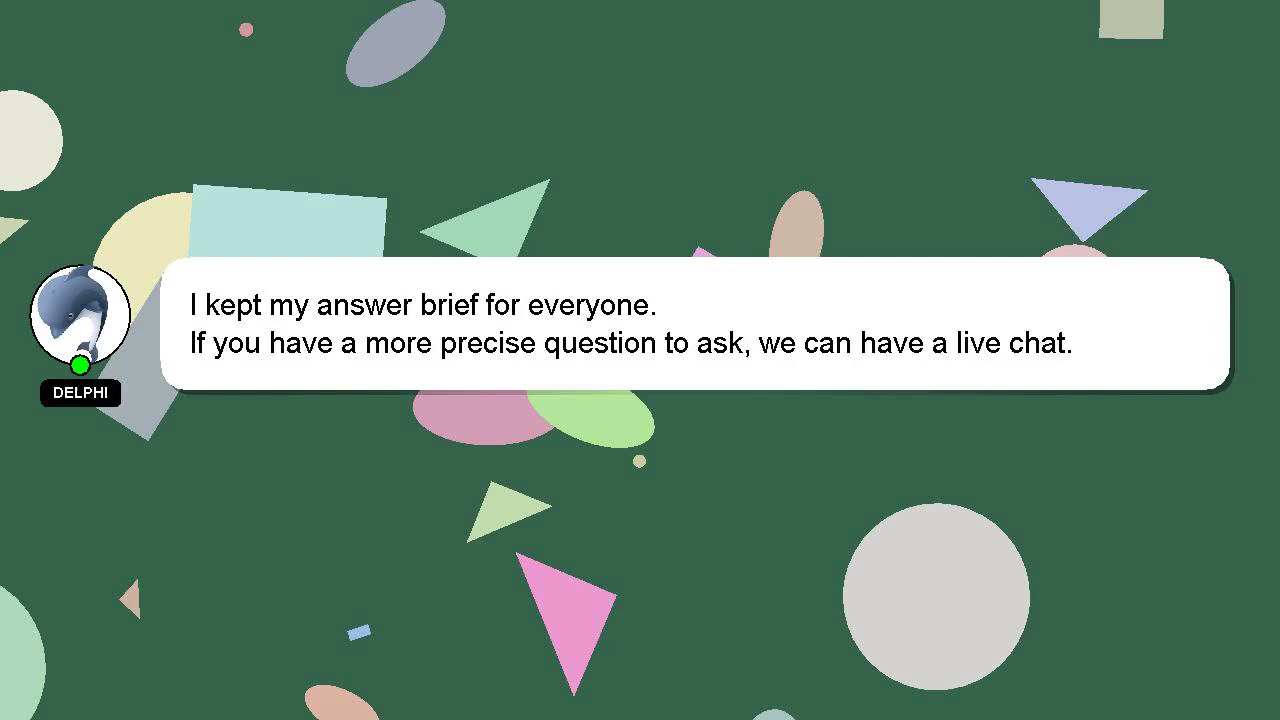 I kept my answer brief for everyone.
If you have a more precise question to ask, we can have a live chat.
DELPHI